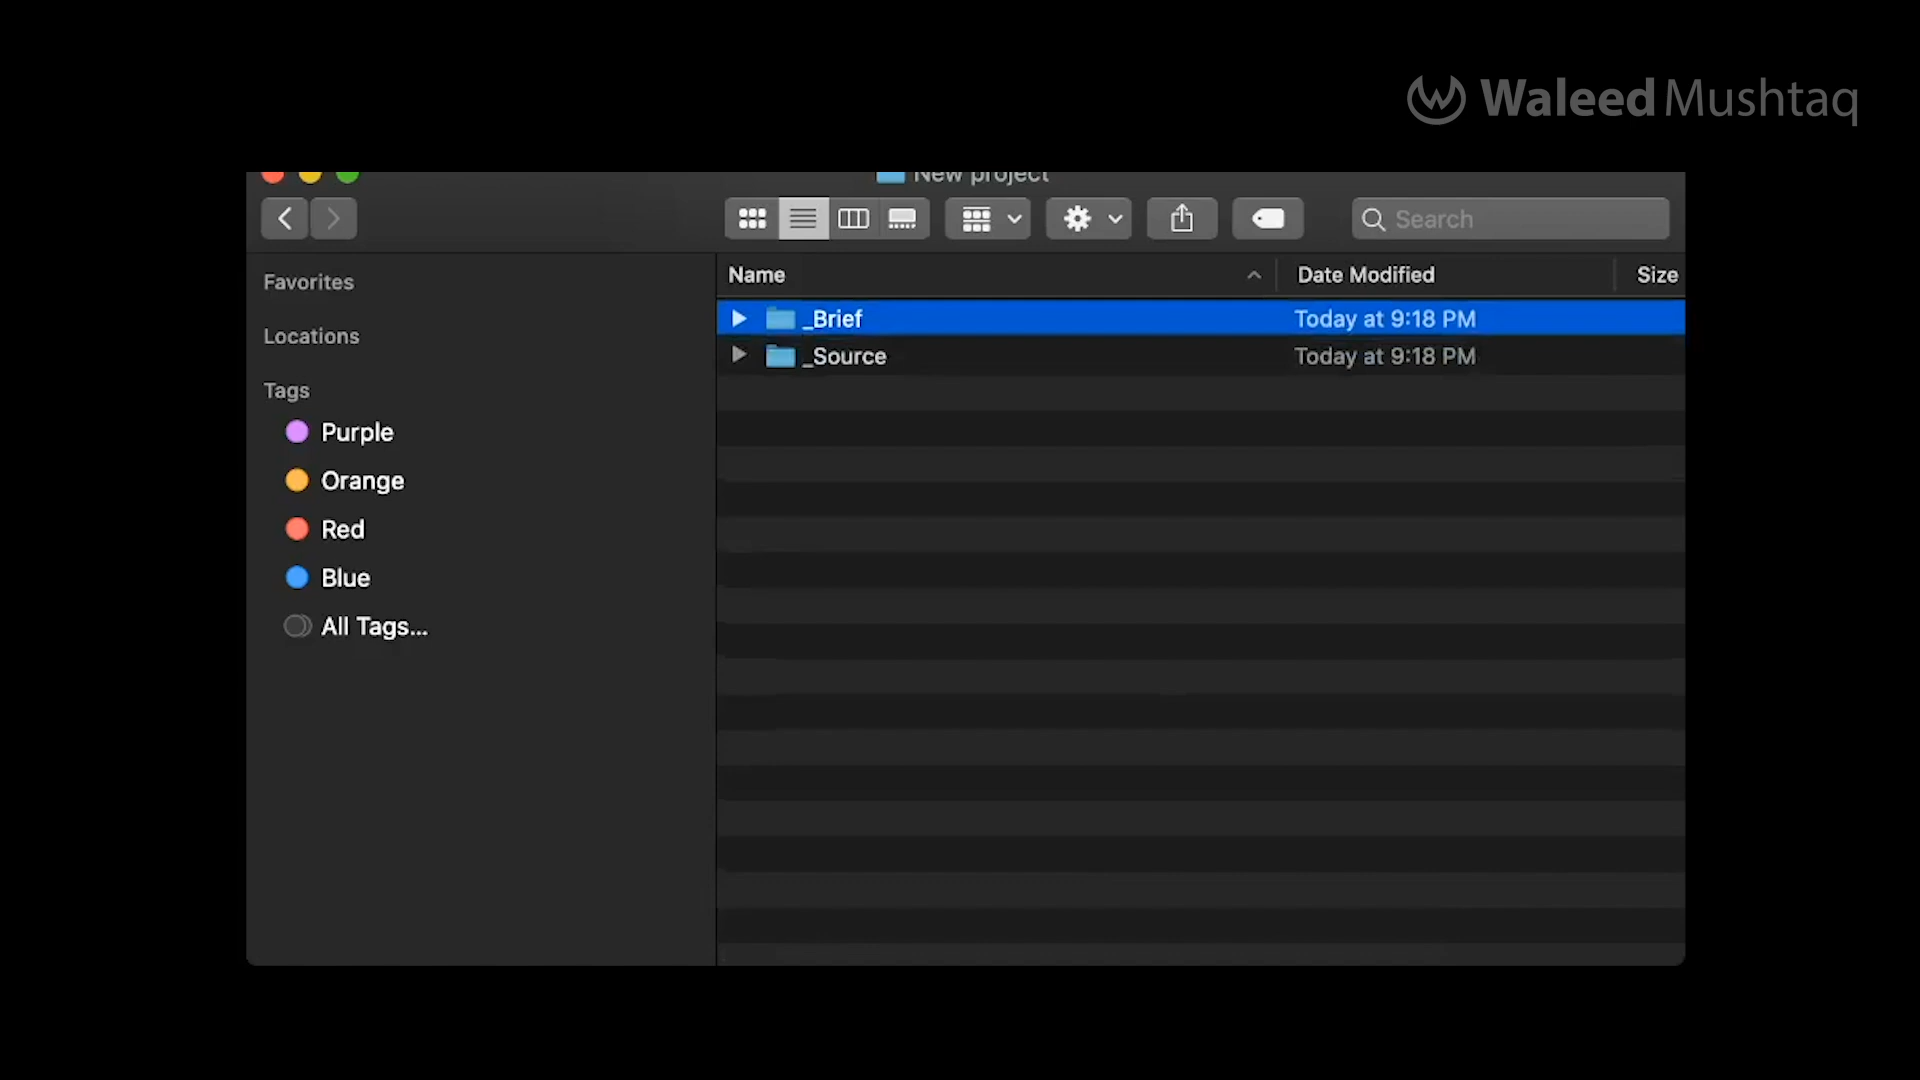 Waleed Mushtaq
New project
Search
Favorites
Locations
Tags
Purple
Orange
Red
Blue
All Tags...
Name Date Modified Size
_Brief Today at 9:18 PM
_Source Today at 9:18 PM